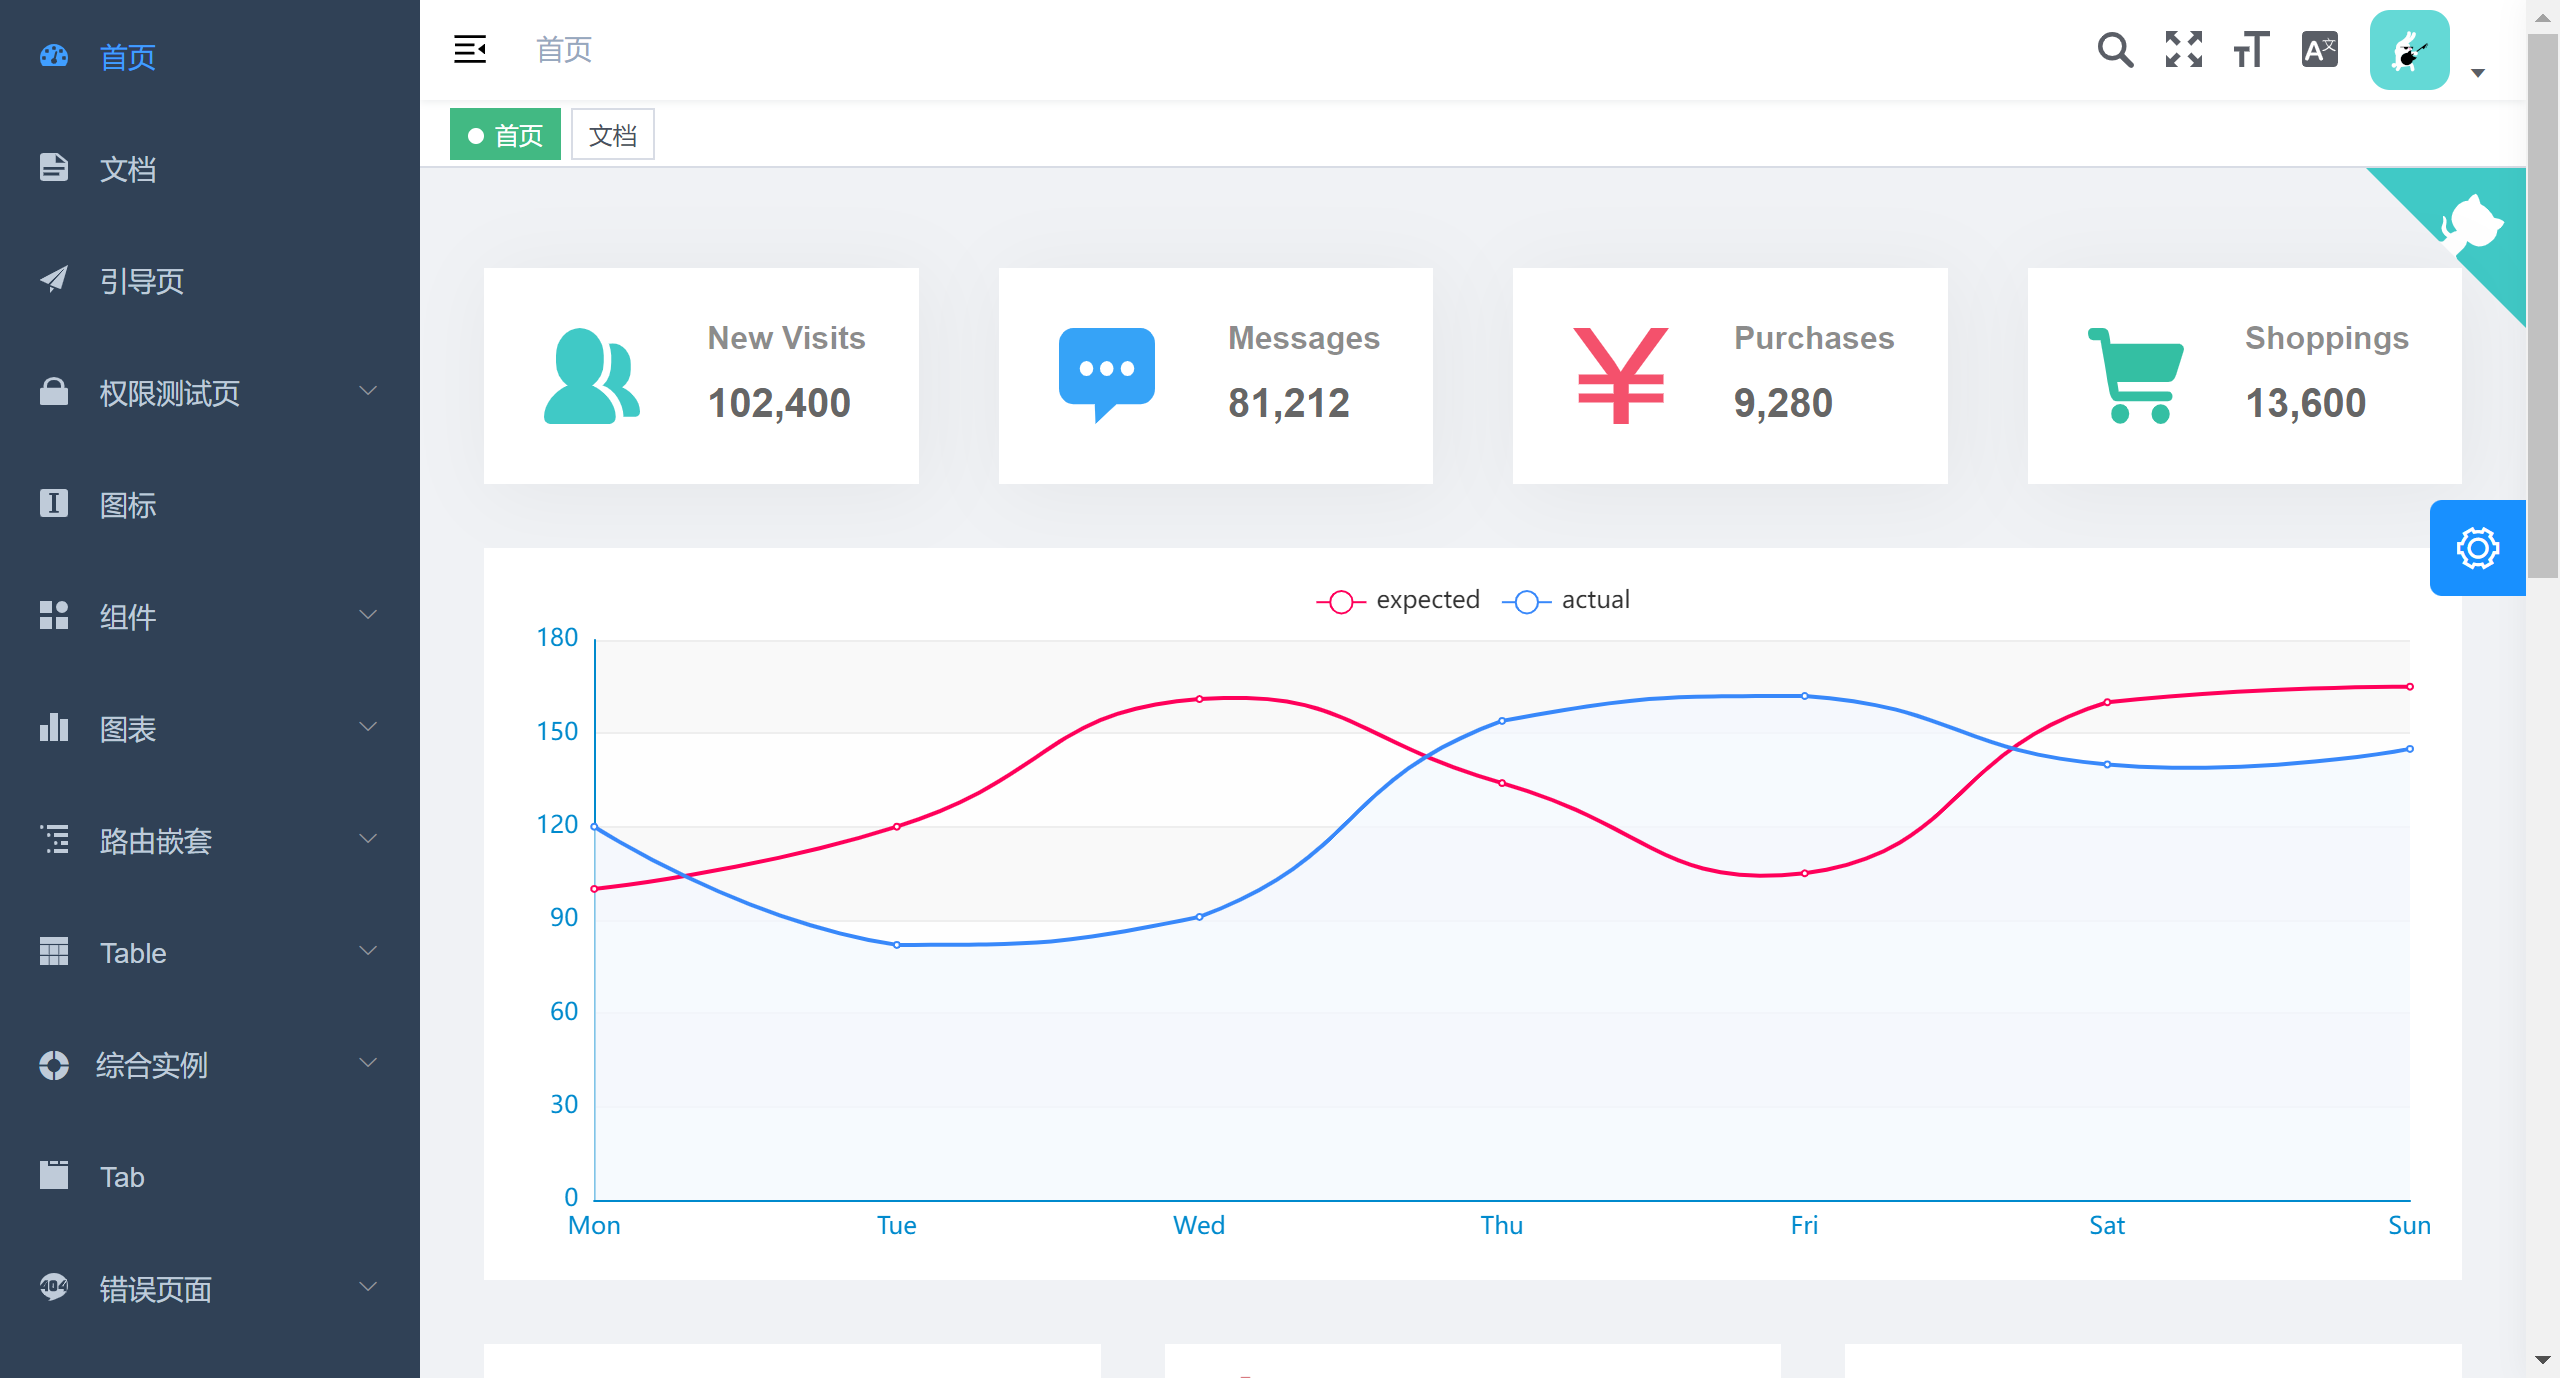 首页
文档
引导页
权限测试页
图标
组件
图表
路由嵌套
Table
综合实例
Tab
404
错误页面
首页
首页
文档
New Visits
102,400
Messages
81,212
Purchases
9,280
Shoppings
13,600
expected
actual
180
150
120
90
60
30
0
Mon Tue Wed Thu Fri Sat Sun